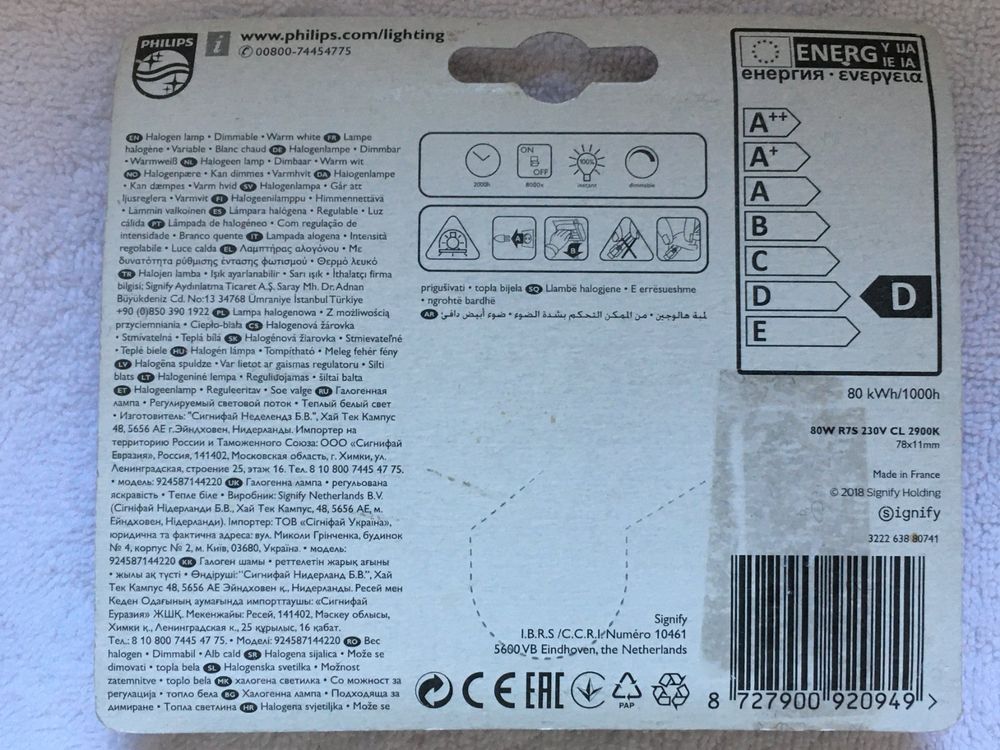 PHILIPS
i
www.philips.com/lighting
00800-74454775
EN Halogen lamp • Dimmable • Warm white FR Lampe
halogène • Variable • Blanc chaud DE Halogenlampe • Dimmbar
• Warmweiß NL Halogeen lamp • Dimbaar • Warm wit
NO Halogenpære • Kan dimmes • Varmhvit DA Halogenlampe
• Kan dæmpes • Varm hvid SV Halogenlampa • Går att
ljusreglera • Varmvit FI Halogeenilamppu • Himmennettävä
• Lämmin valkoinen ES Lámpara halógena • Regulable • Luz
cálida PT Lâmpada de halogéneo • Com regulação de
intensidade • Branco quente IT Lampada alogena • Intensità
regolabile • Luce calda EL Λαμπτήρας αλογόνου • Με
δυνατότητα ρύθμισης έντασης φωτισμού • Θερμό λευκό
TR Halojen lamba • Işık ayarlanabilir • Sarı ışık • İthalatçı firma
bilgisi; Signify Aydınlatma Ticaret A.Ş. Saray Mh. Dr. Adnan
Büyükdeniz Cd. No:13 34768 Ümraniye İstanbul Türkiye
+90 (0)850 390 1922 PL Lampa halogenowa • Z możliwością
przyciemniania • Ciepło-biała CS Halogenová žárovka
• Stmívatelná • Teplá bílá SK Halogénová žiarovka • Stmievateľné
• Teplé biele HU Halogén lámpa • Tompítható • Meleg fehér fény
LV Halogēna spuldze • Var lietot ar gaismas regulatoru • Silti
balts LT Halogeninė lempa • Reguliuojamas • šiltai balta
ET Halogeenlamp • Reguleeritav • Soe valge RU Галогенная
лампа • Регулируемый световой поток • Теплый белый свет
• Изготовитель: "Сигнифай Неделендз Б.В.", Хай Тек Кампус
48, 5656 АЕ г.Эйндховен, Нидерланды. Импортер на
территорию России и Таможенного Союза: ООО «Сигнифай
Евразия», Россия, 141402, Московская область, г. Химки, ул.
Ленинградская, строение 25, этаж 16. Тел. 8 10 800 7445 47 75.
• модель: 924587144220 UK Галогенна лампа • регульована
яскравість • Тепле біле • Виробник: Signify Netherlands B.V.
(Сігніфай Нідерланди Б.В., Хай Тек Кампус, 48, 5656 АЕ, м.
Ейндховен, Нідерланди). Імпортер: ТОВ «Сігніфай Україна»,
юридична та фактична адреса: вул. Миколи Грінченка, будинок
№ 4, корпус № 2, м. Київ, 03680, Україна. • модель:
924587144220 KK Галоген шамы • реттелетін жарық ағыны
• жылы ақ түсті • Өндіруші: "Сигнифай Нидерланд Б.В.", Хай
Тек Кампус 48, 5656 АЕ Эйндховен қ., Нидерланды. Ресей мен
Кеден Одағының аумағында импорттаушы: «Сигнифай
Еуразия» ЖШҚ. Мекенжайы: Ресей, 141402, Мәскеу облысы,
Химки қ., Ленинградская к., 25 құрылыс, 16 қабат.
Тел.: 8 10 800 7445 47 75. • Моделі: 924587144220 RO Bec
halogen • Dimmabil • Alb cald SR Halogena sijalica • Može se
dimovati • topla bela SL Halogenska svetilka • Možnost
zatemnitve • toplo bela MK халогена светилка • Со можност за
регулација • топло бела BG Халогенна лампа • Подходяща за
димиране • Топла светлина HR Halogena svjetiljka • Može se
2000h
ON
OFF
8000x
100%
instant
dimmable
A
B
prigušivati • topla bijela SQ Llambë halogjene • E errësueshme
• ngrohtë bardhë
AR لمبة هالوجين • من الممكن التحكم بشدة الضوء • ضوء أبيض دافئ
ENERG Y IJA
IE IA
енергия • ενεργεια
A++
A+
A
B
C
D
E
D
80 kWh/1000h
80W R7S 230V CL 2900K
78x11mm
Made in France
© 2018 Signify Holding
Signify
3222 638 80741
Signify
I.B.R.S / C.C.R.I Numéro 10461
5600 VB Eindhoven, the Netherlands
CE EAC
PAP
8 727900 920949 >